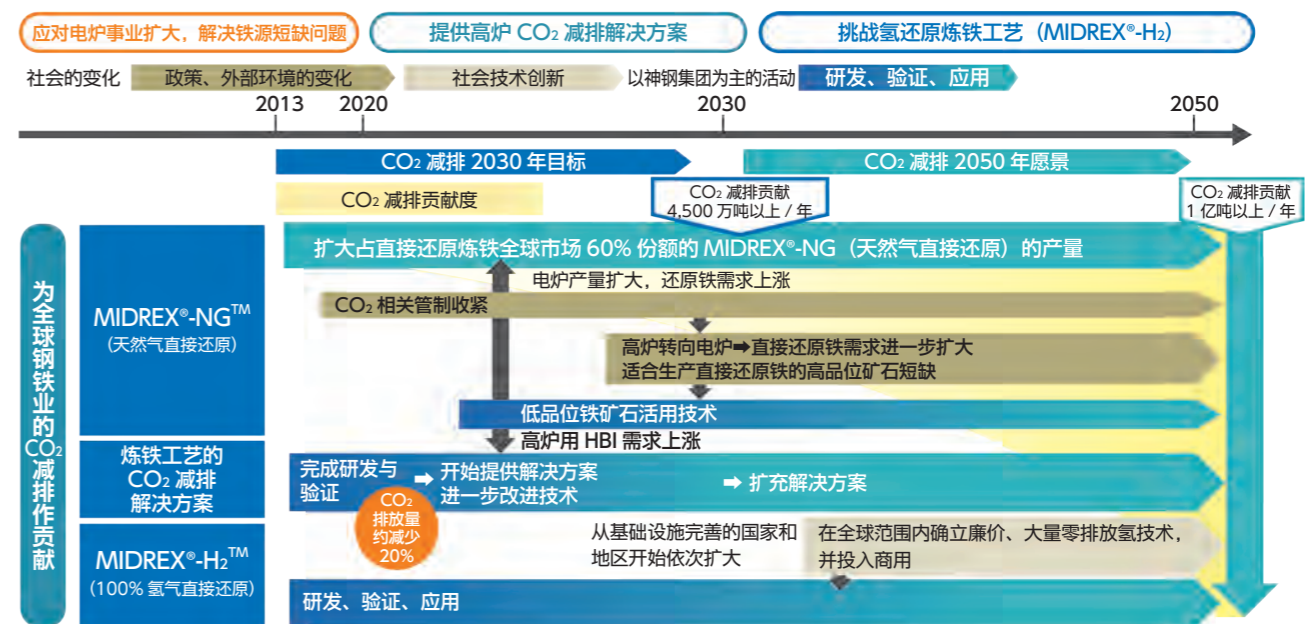 应对电炉事业扩大，解决铁源短缺问题
提供高炉 CO₂ 减排解决方案
挑战氢还原炼铁工艺（MIDREX®-H₂）
社会的变化
政策、外部环境的变化
社会技术创新
以神钢集团为主的活动
研发、验证、应用
2013
2020
2030
2050
CO₂ 减排 2030 年目标
CO₂ 减排 2050 年愿景
CO₂ 减排贡献度
CO₂ 减排贡献
4,500 万吨以上 / 年
CO₂ 减排贡献
1 亿吨以上 / 年
为全球钢铁业的CO₂减排作贡献
MIDREX®-NG™
(天然气直接还原)
扩大占直接还原炼铁全球市场 60% 份额的 MIDREX®-NG（天然气直接还原）的产量
电炉产量扩大，还原铁需求上涨
CO₂ 相关管制收紧
高炉转向电炉➡直接还原铁需求进一步扩大
适合生产直接还原铁的高品位矿石短缺
低品位铁矿石活用技术
高炉用 HBI 需求上涨
炼铁工艺的
CO₂ 减排
解决方案
完成研发与
验证
➡ 开始提供解决方案
进一步改进技术
➡ 扩充解决方案
CO₂
排放量
约减少
20%
MIDREX®-H₂™
(100% 氢气直接还原)
从基础设施完善的国家和
地区开始依次扩大
在全球范围内确立廉价、大量零排放氢技术，
并投入商用
研发、验证、应用